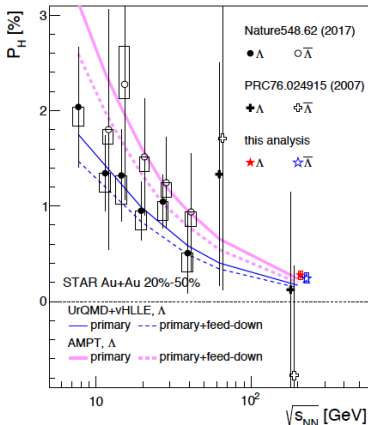 P_H [%]
Nature548.62 (2017)
Λ Λ̅
PRC76.024915 (2007)
Λ Λ̅
this analysis
Λ Λ̅
3
2
1
0
STAR Au+Au 20%-50%
UrQMD+vHLLE, Λ
primary primary+feed-down
AMPT, Λ
primary primary+feed-down
10 10²
√s_NN [GeV]